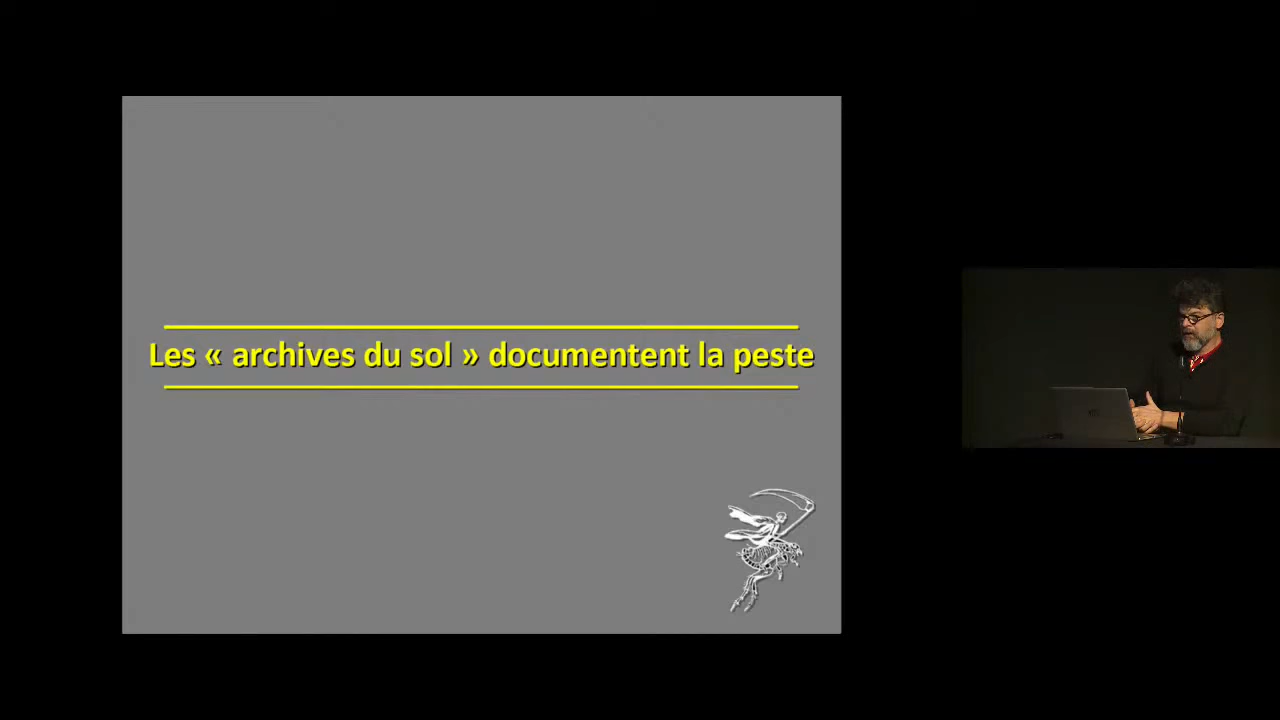 Les « archives du sol » documentent la peste